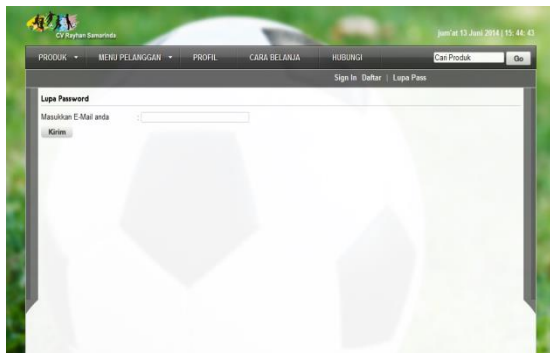 CV Rayhan Samarinda
jum'at 13 Juni 2014 | 15: 44: 43
PRODUK MENU PELANGGAN PROFIL CARA BELANJA HUBUNGI Cari Produk Go
Sign In Daftar | Lupa Pass
Lupa Password
Masukkan E-Mail anda :
Kirim